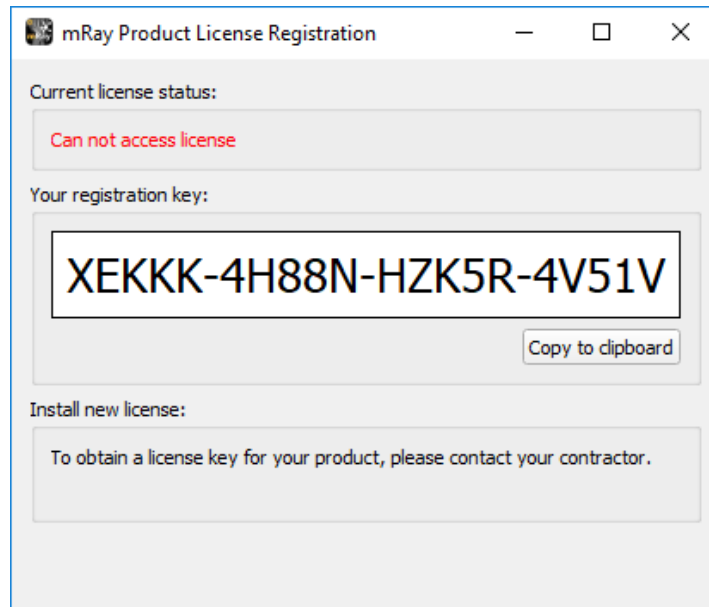 mRay Product License Registration
Current license status:
Can not access license
Your registration key:
XEKKK-4H88N-HZK5R-4V51V
Copy to clipboard
Install new license:
To obtain a license key for your product, please contact your contractor.